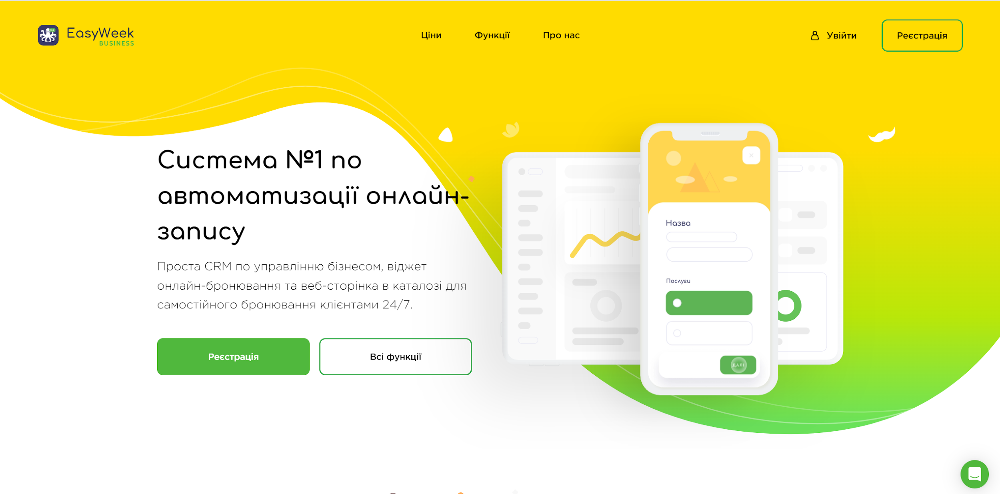 EasyWeek
BUSINESS
Ціни
Функції
Про нас
Увійти
Реєстрація
Система №1 по
автоматизації онлайн-
запису
Проста CRM по управлінню бізнесом, віджет
онлайн-бронювання та веб-сторінка в каталозі для
самостійного бронювання клієнтами 24/7.
Реєстрація
Всі функції
Назва
Послуги
ДАЛІ